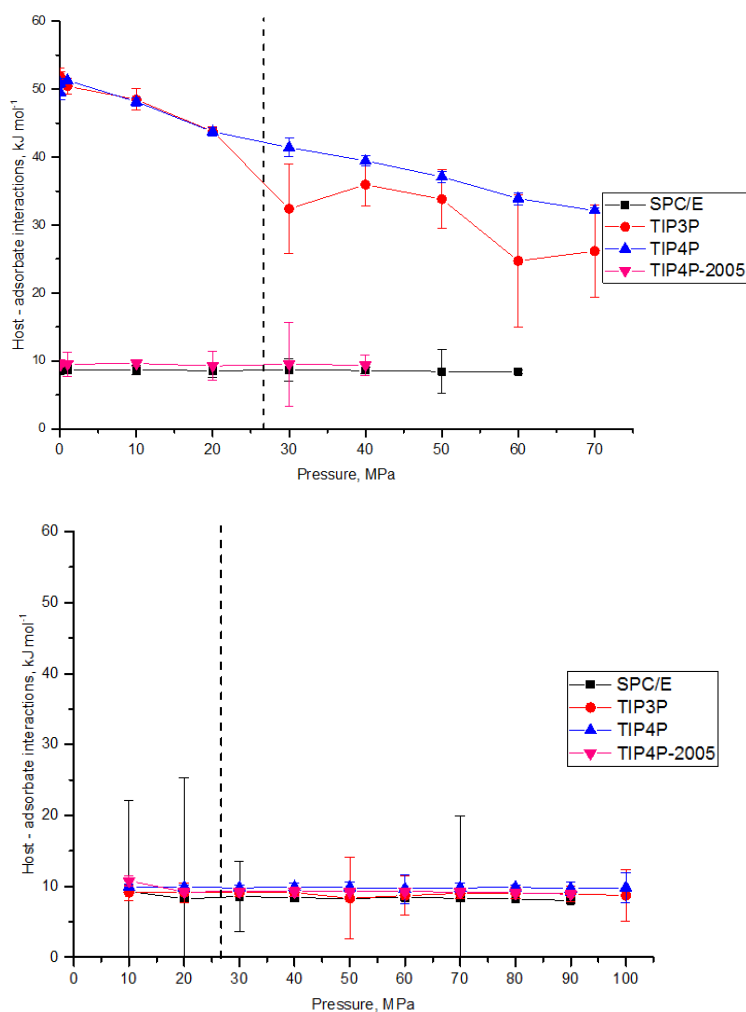 60
50
40
30
20
10
0
Host - adsorbate interactions, kJ mol⁻¹
0 10 20 30 40 50 60 70
Pressure, MPa
SPC/E
TIP3P
TIP4P
TIP4P-2005
60
50
40
30
20
10
0
Host - adsorbate interactions, kJ mol⁻¹
0 10 20 30 40 50 60 70 80 90 100
Pressure, MPa
SPC/E
TIP3P
TIP4P
TIP4P-2005